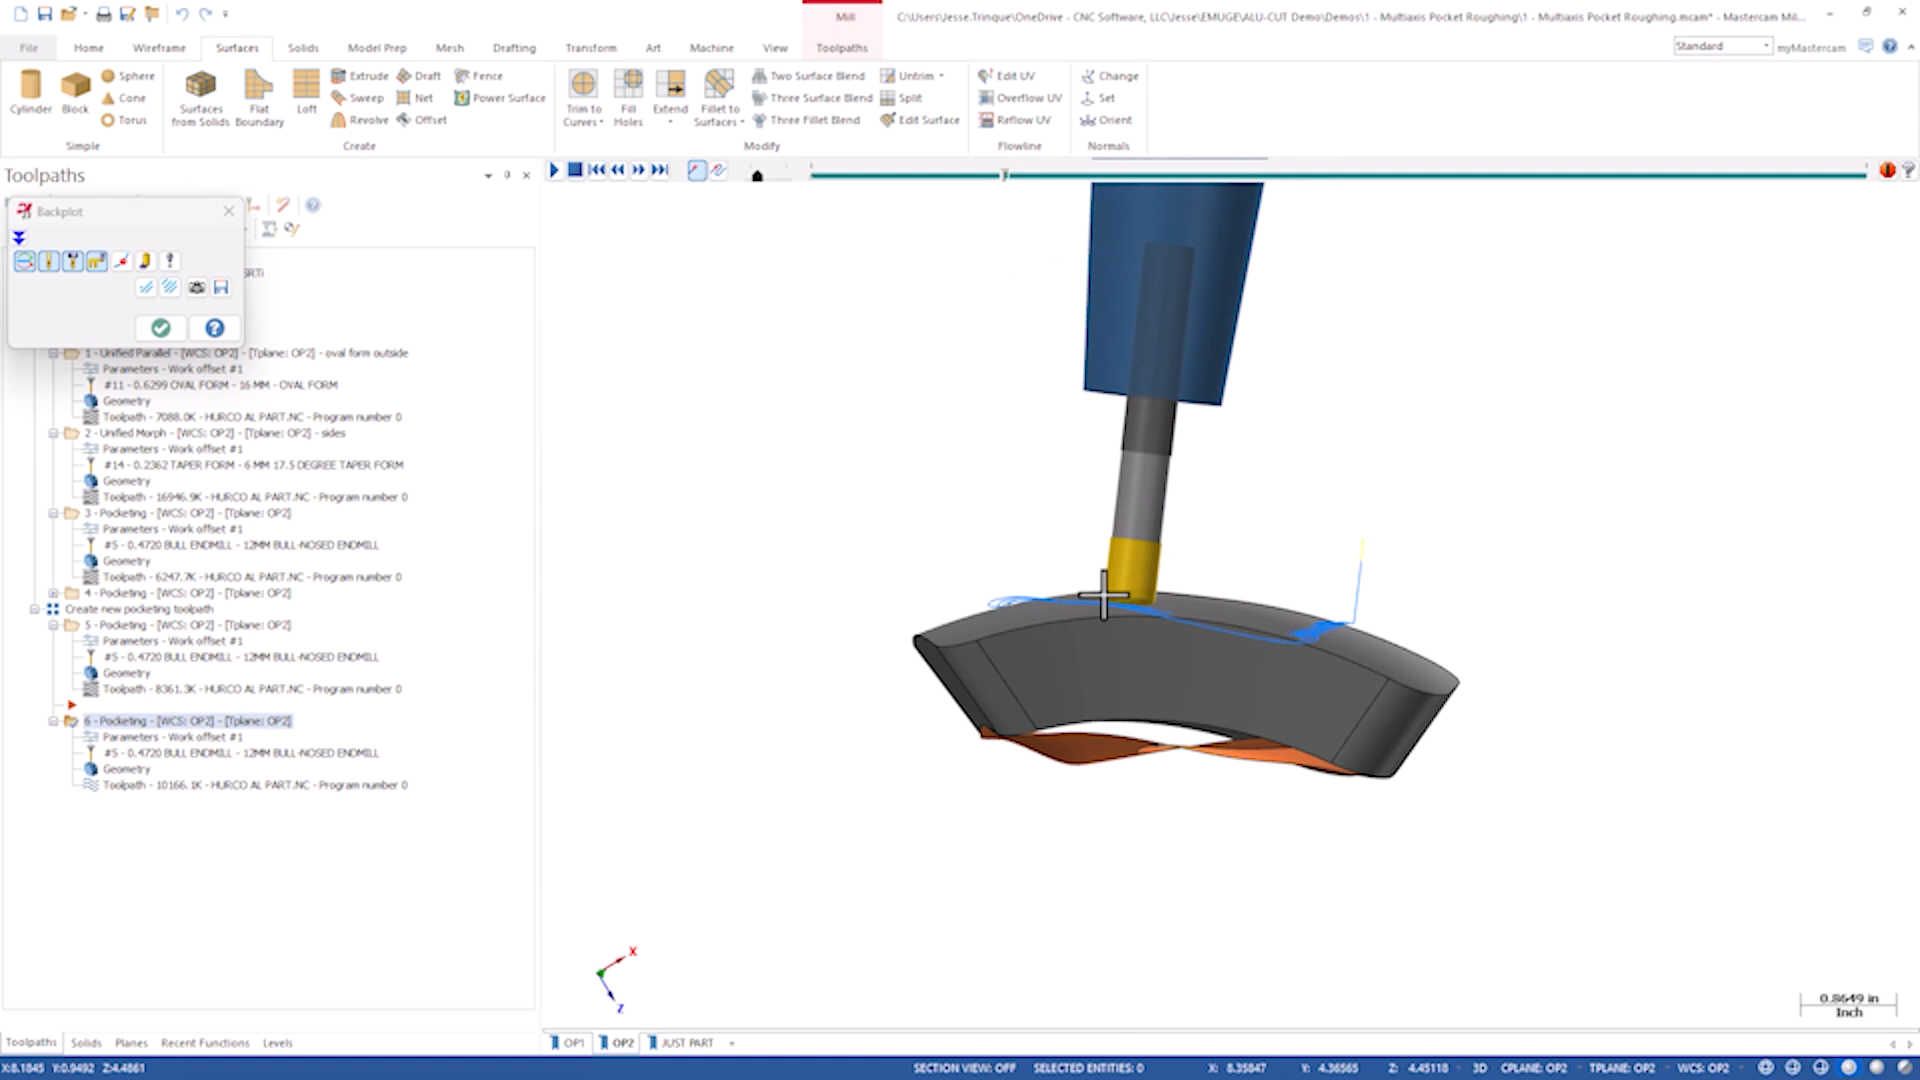 Mill
C:\Users\Jesse.Trinque\OneDrive - CNC Software, LLC\Jesse\EMUGE\ALU-CUT Demo\Demos\1 - Multiaxis Pocket Roughing\1 - Multiaxis Pocket Roughing.mcam* - Mastercam Mil...
File Home Wireframe Surfaces Solids Model Prep Mesh Drafting Transform Art Machine View Toolpaths
Standard myMastercam
Cylinder Block Sphere Cone Torus
Simple
Surfaces from Solids Flat Boundary Loft Extrude Sweep Revolve Draft Net Offset Fence Power Surface
Create
Trim to Curves Fill Holes Extend Fillet to Surfaces Two Surface Blend Three Surface Blend Three Fillet Blend Untrim Split Edit Surface
Modify
Edit UV Overflow UV Reflow UV
Flowline
Change Set Orient
Normals
Toolpaths
Backplot
1 - Unified Parallel - [WCS: OP2] - [Tplane: OP2] - oval form outside
Parameters - Work offset #1
#11 - 0.6299 OVAL FORM - 16 MM - OVAL FORM
Geometry
Toolpath - 7088.0K - HURCO AL PART.NC - Program number 0
2 - Unified Morph - [WCS: OP2] - [Tplane: OP2] - sides
Parameters - Work offset #1
#14 - 0.2362 TAPER FORM - 6 MM 17.5 DEGREE TAPER FORM
Geometry
Toolpath - 16946.9K - HURCO AL PART.NC - Program number 0
3 - Pocketing - [WCS: OP2] - [Tplane: OP2]
Parameters - Work offset #1
#5 - 0.4720 BULL ENDMILL - 12MM BULL-NOSED ENDMILL
Geometry
Toolpath - 6247.7K - HURCO AL PART.NC - Program number 0
4 - Pocketing - [WCS: OP2] - [Tplane: OP2]
Create new pocketing toolpath
5 - Pocketing - [WCS: OP2] - [Tplane: OP2]
Parameters - Work offset #1
#5 - 0.4720 BULL ENDMILL - 12MM BULL-NOSED ENDMILL
Geometry
Toolpath - 8361.3K - HURCO AL PART.NC - Program number 0
6 - Pocketing - [WCS: OP2] - [Tplane: OP2]
Parameters - Work offset #1
#5 - 0.4720 BULL ENDMILL - 12MM BULL-NOSED ENDMILL
Geometry
Toolpath - 10166.1K - HURCO AL PART.NC - Program number 0
X
Z
0.8649 in
Inch
Toolpaths Solids Planes Recent Functions Levels
OP1 OP2 JUST PART
X:8.1845 Y:0.9492 Z:4.4861 SECTION VIEW: OFF SELECTED ENTITIES: 0 X: 8.35847 Y: 4.36565 Z: 4.45118 3D CPLANE: OP2 TPLANE: OP2 WCS: OP2